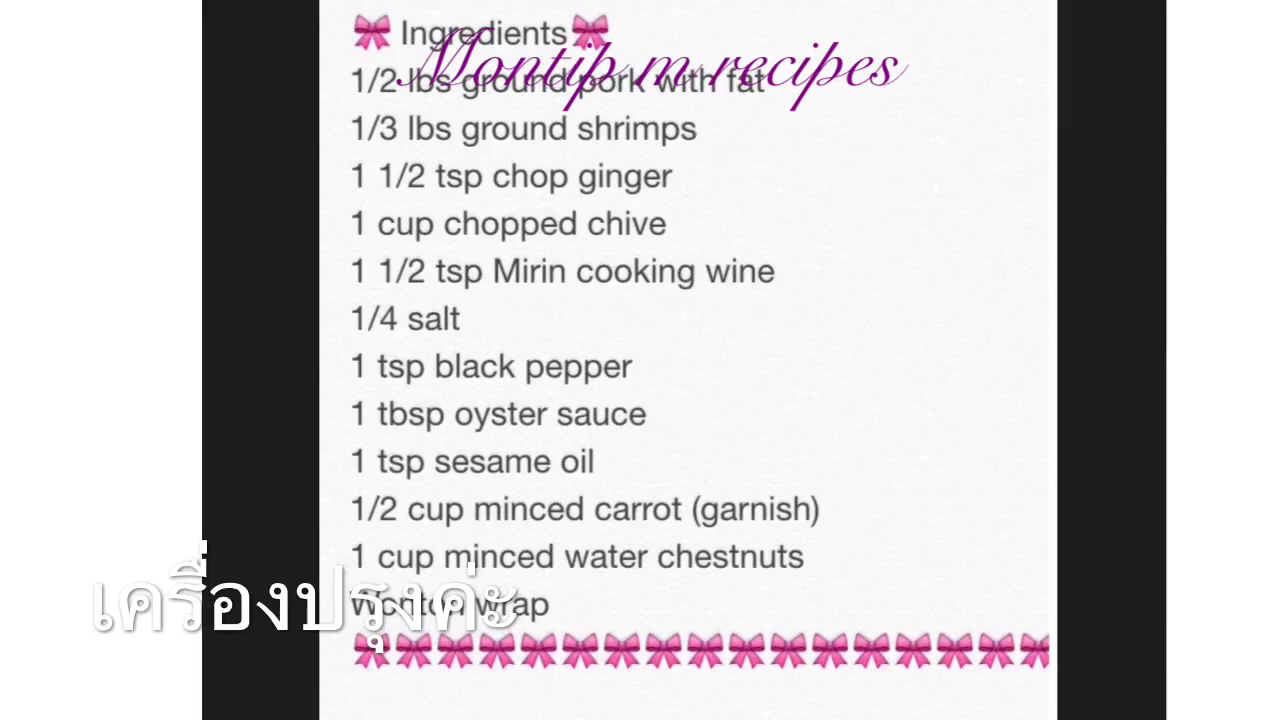 🎀 Ingredients🎀
Montip m recipes
1/2 lbs ground pork with fat
1/3 lbs ground shrimps
1 1/2 tsp chop ginger
1 cup chopped chive
1 1/2 tsp Mirin cooking wine
1/4 salt
1 tsp black pepper
1 tbsp oyster sauce
1 tsp sesame oil
1/2 cup minced carrot (garnish)
1 cup minced water chestnuts
Wonton wrap
เครื่องปรุงค่ะ
🎀🎀🎀🎀🎀🎀🎀🎀🎀🎀🎀🎀🎀🎀🎀🎀🎀